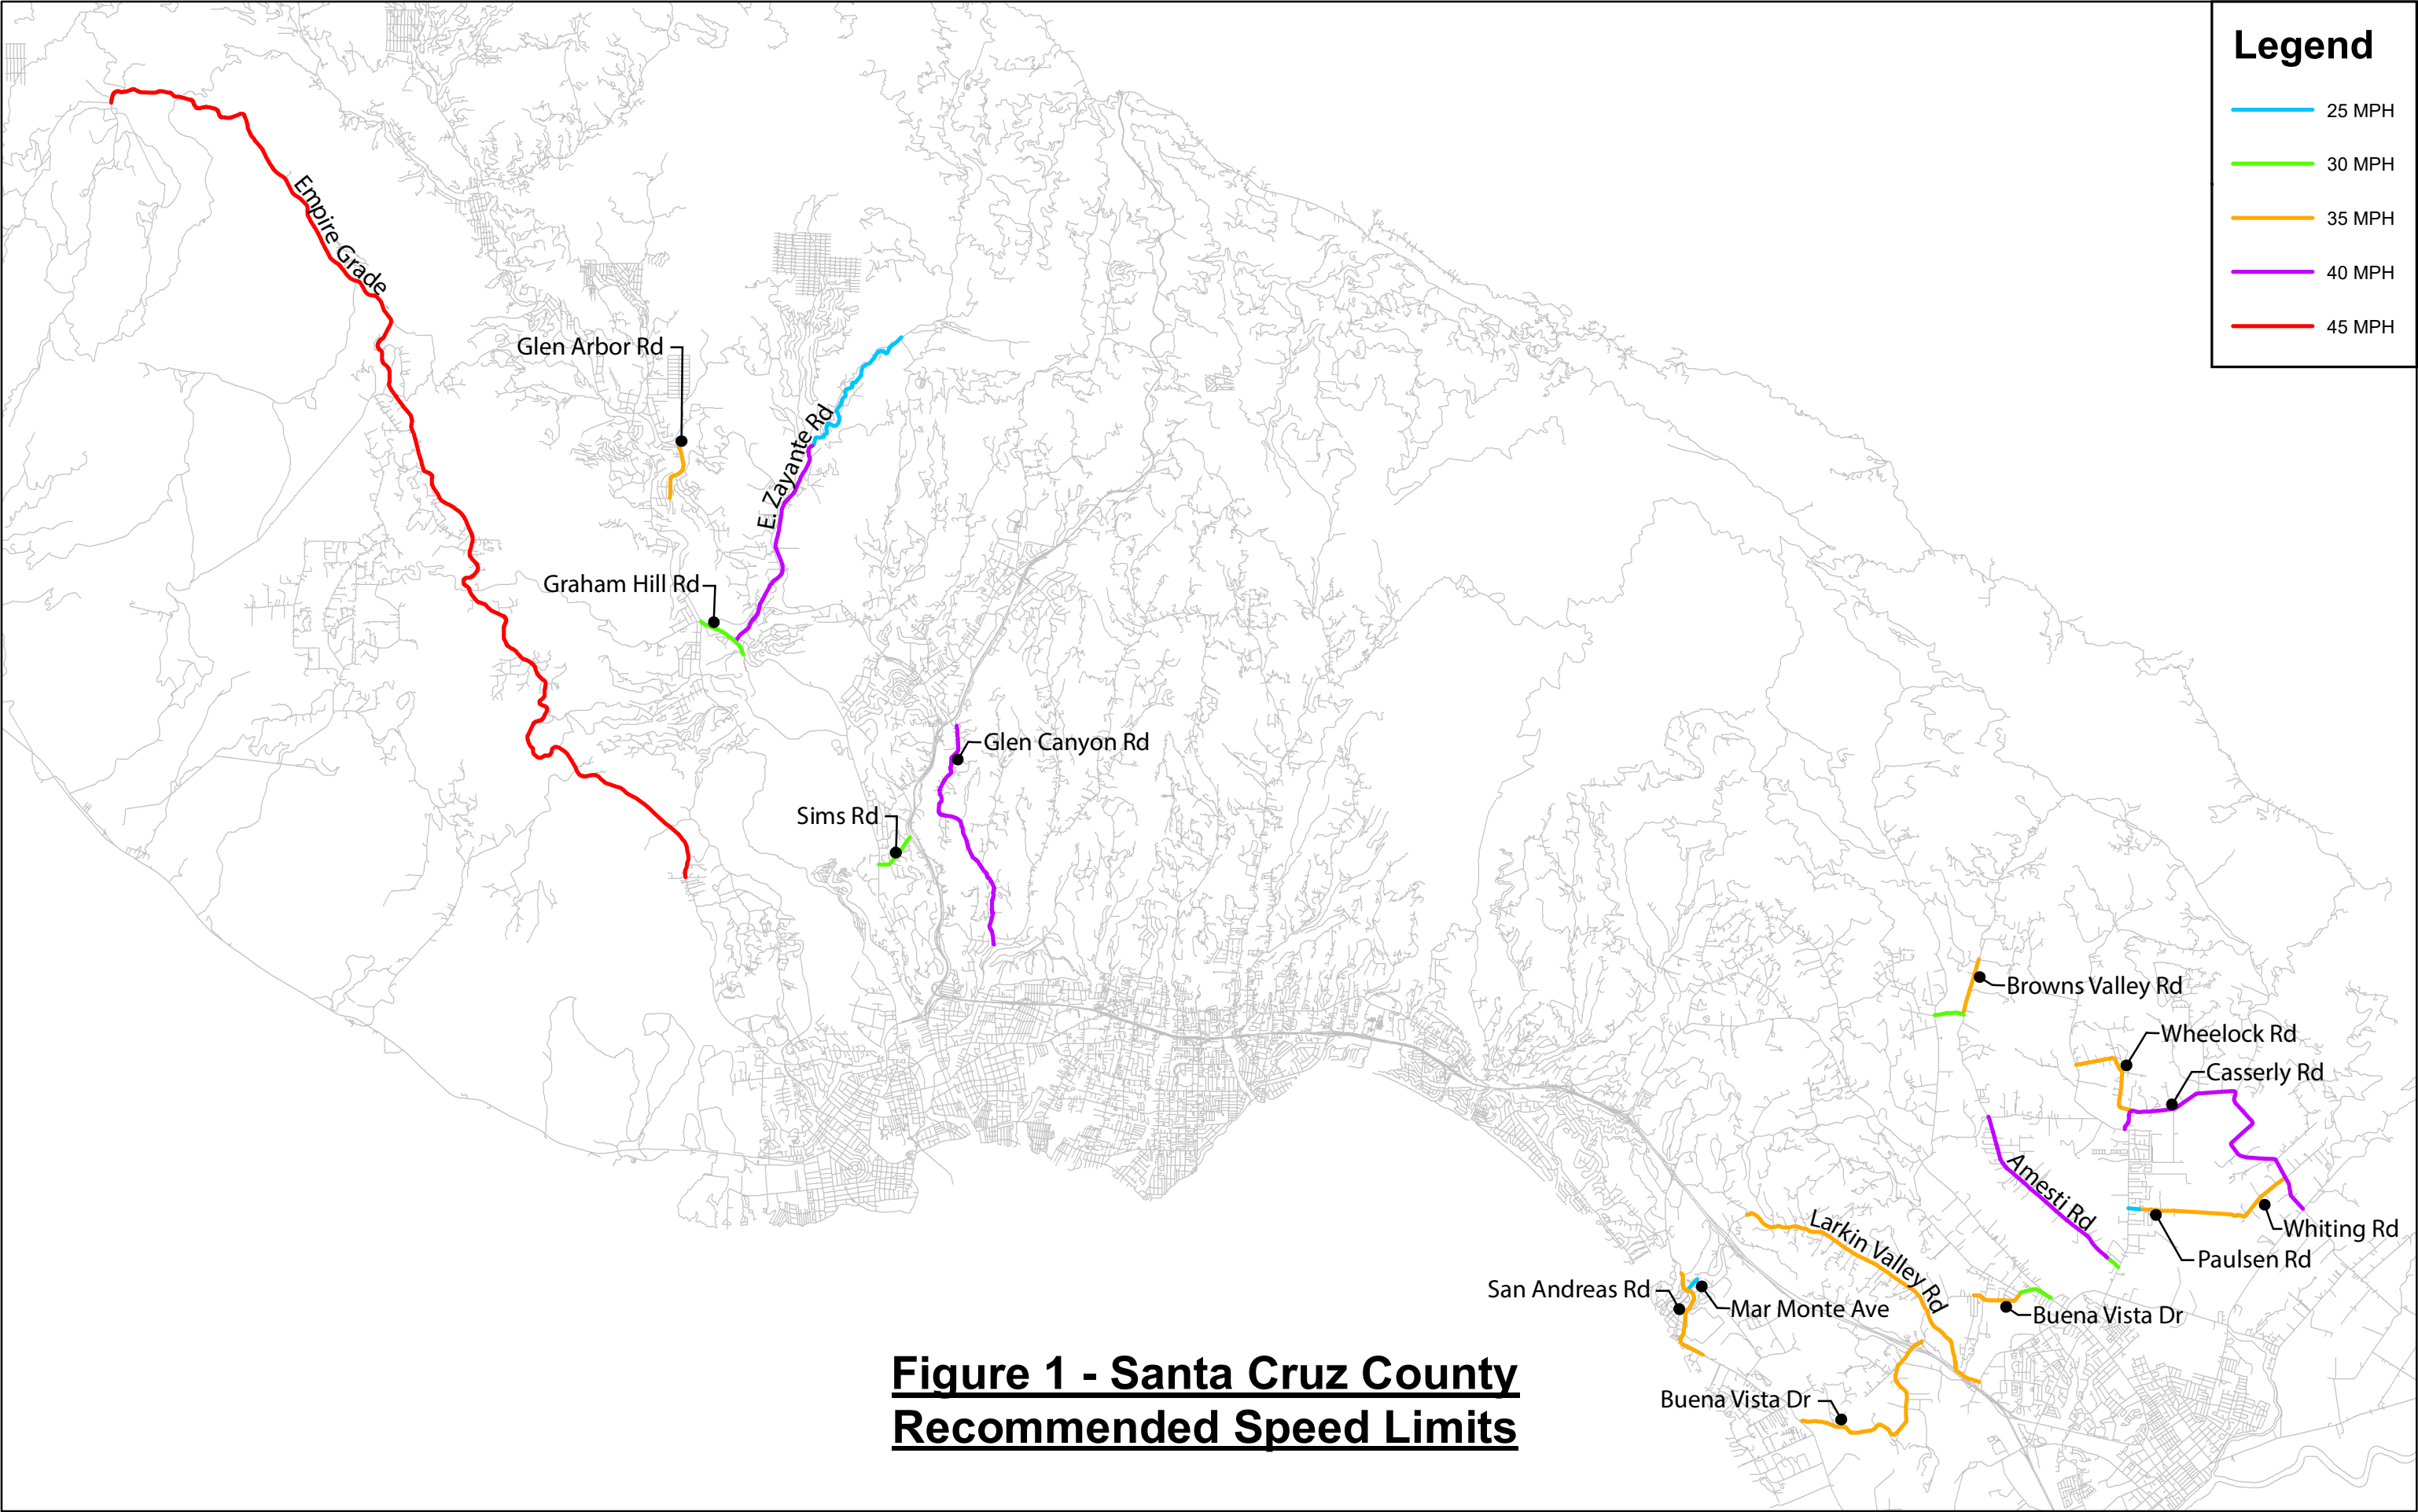 Legend
25 MPH
30 MPH
35 MPH
40 MPH
45 MPH
Empire Grade
Glen Arbor Rd
E. Zayante Rd
Graham Hill Rd
Glen Canyon Rd
Sims Rd
Browns Valley Rd
Wheelock Rd
Casserly Rd
Amesti Rd
Whiting Rd
Paulsen Rd
Larkin Valley Rd
San Andreas Rd
Mar Monte Ave
Buena Vista Dr
Buena Vista Dr
Figure 1 - Santa Cruz County
Recommended Speed Limits